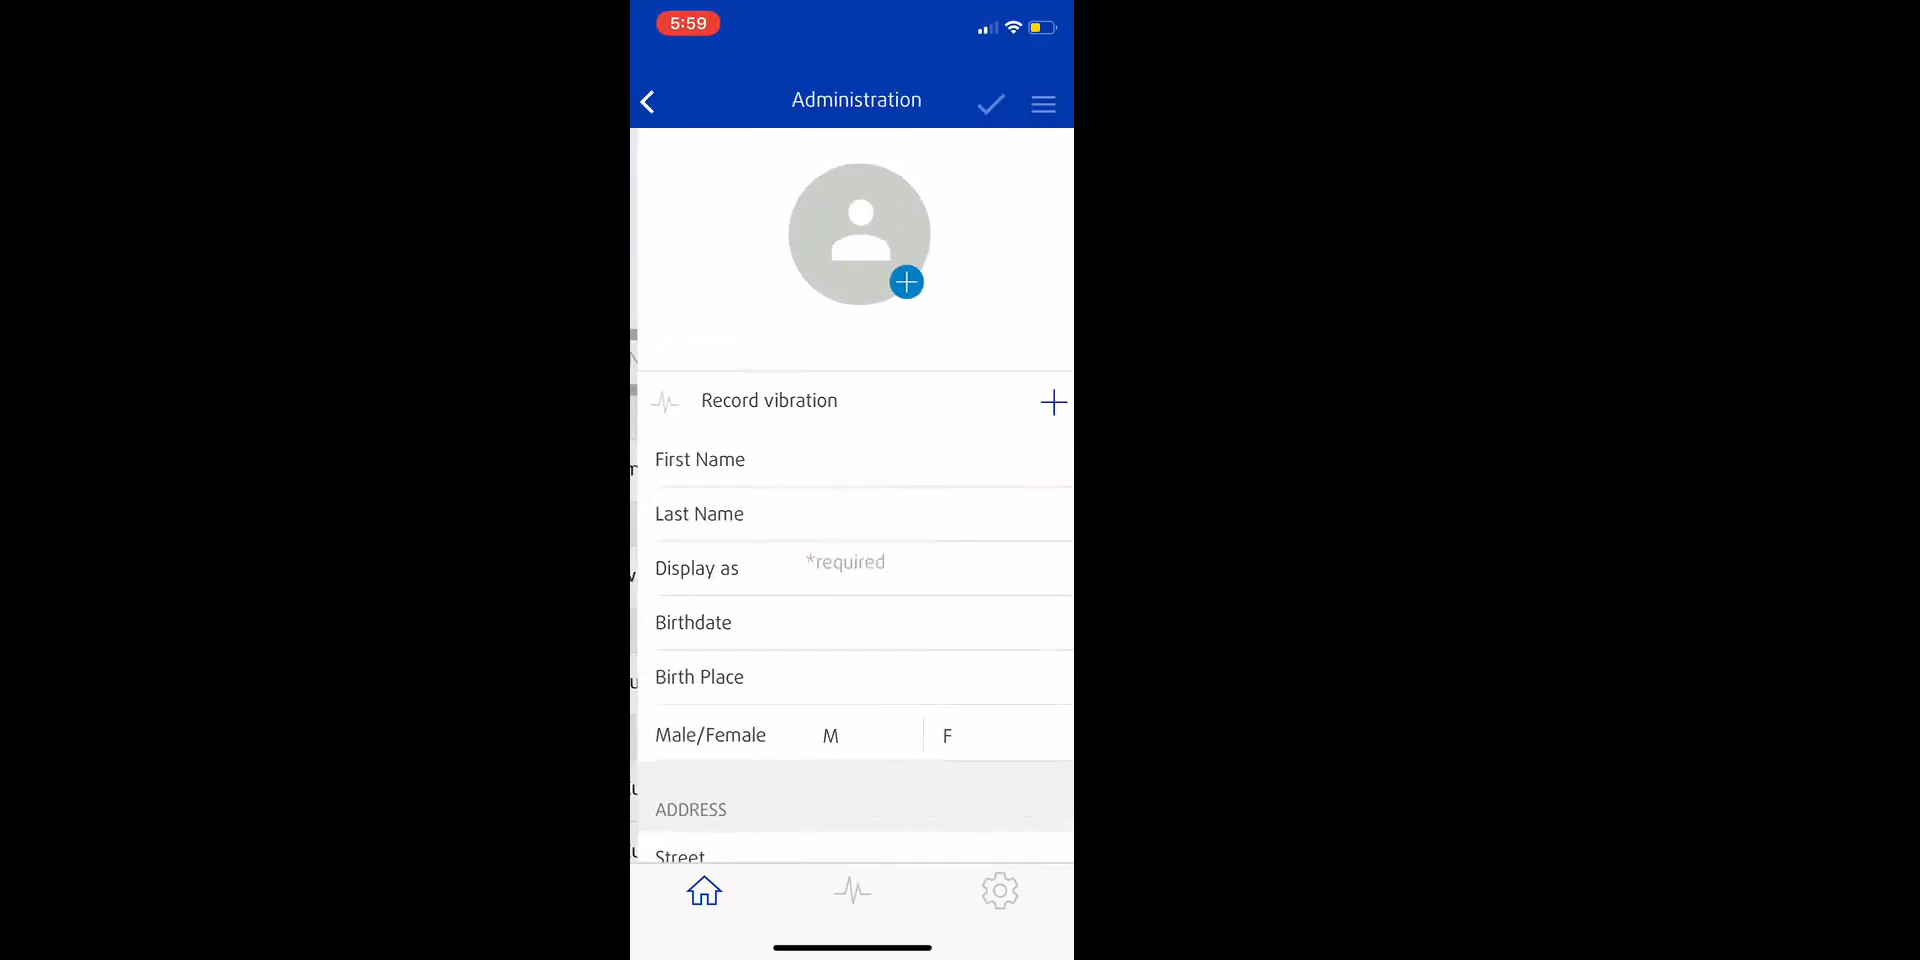 5:59
Administration
Record vibration
First Name
Last Name
Display as *required
Birthdate
Birth Place
Male/Female M F
ADDRESS
Street